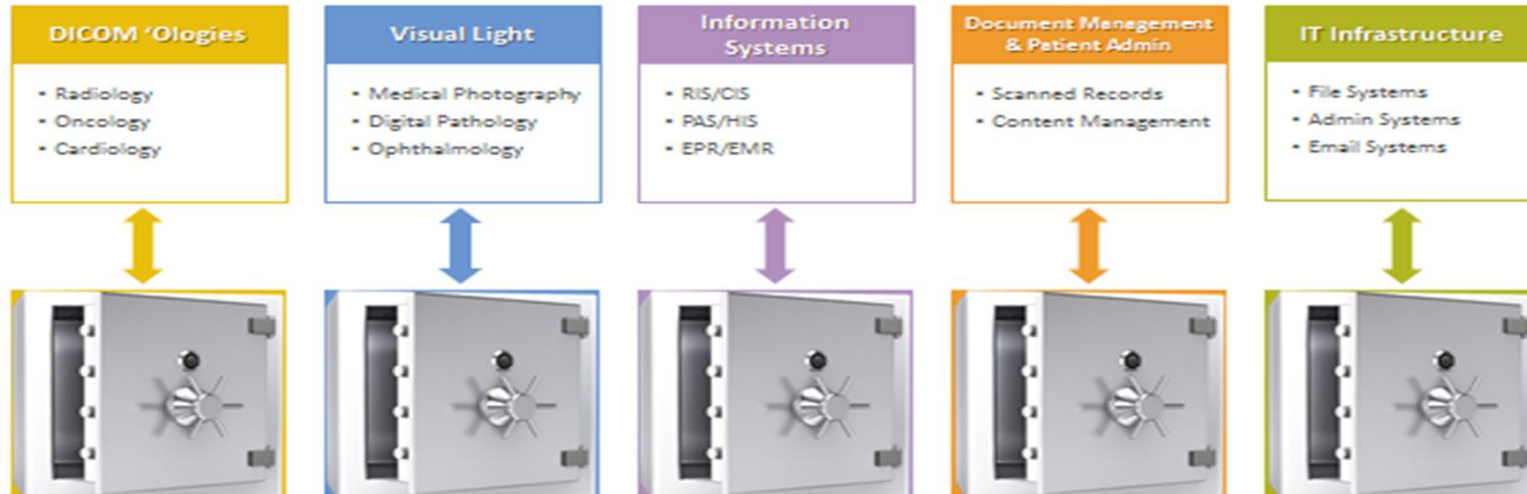 DICOM ‘Ologies
• Radiology
• Oncology
• Cardiology
Visual Light
• Medical Photography
• Digital Pathology
• Ophthalmology
Information
Systems
• RIS/CIS
• PAS/HIS
• EPR/EMR
Document Management
& Patient Admin
• Scanned Records
• Content Management
IT Infrastructure
• File Systems
• Admin Systems
• Email Systems